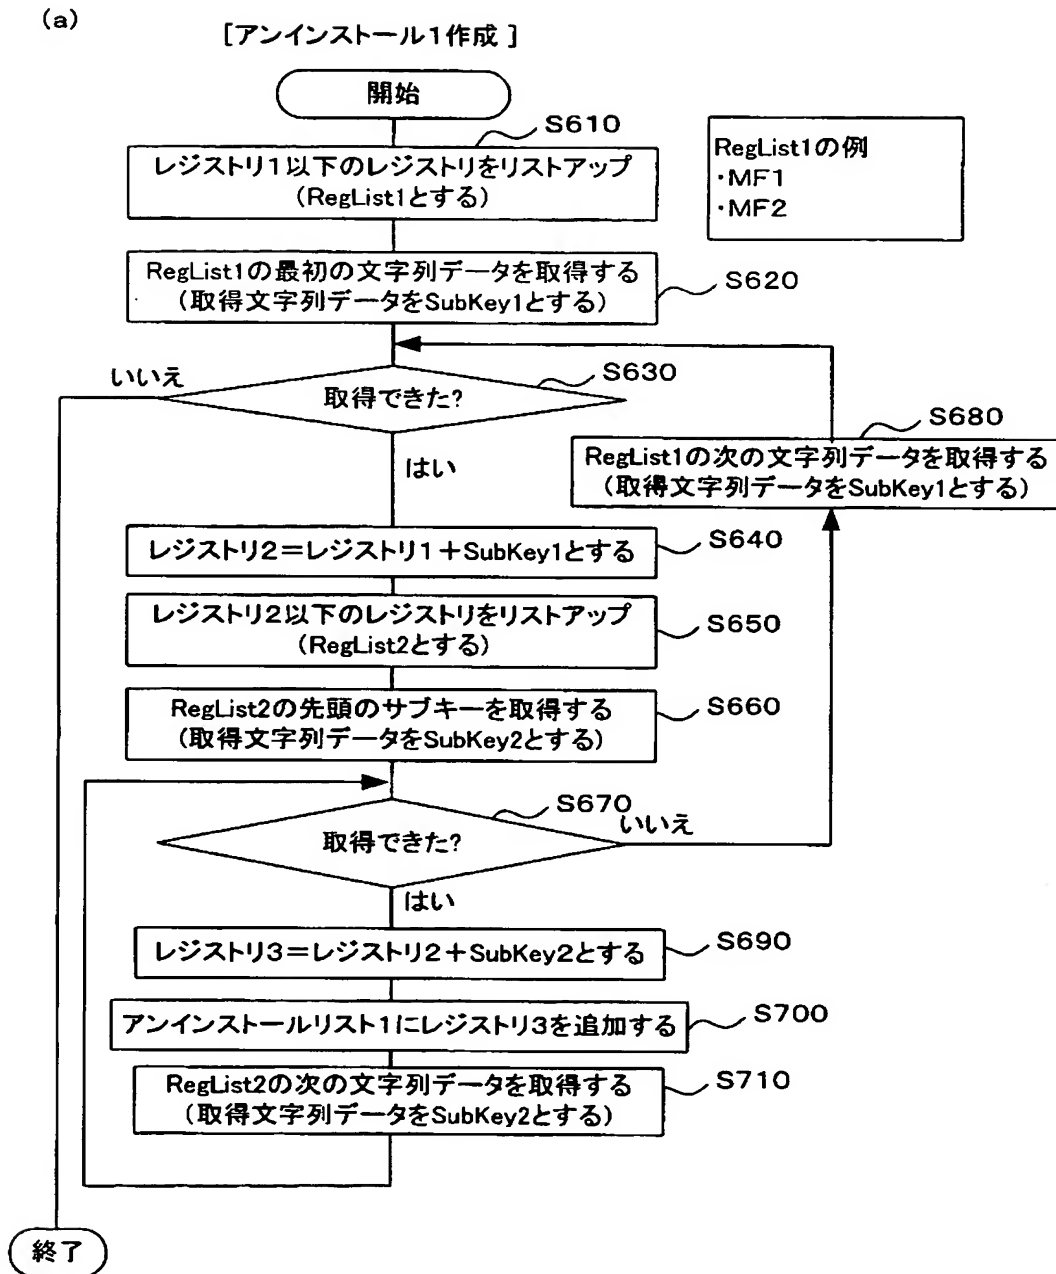 (a)
[アンインストール1作成 ]
開始
S610
レジストリ1以下のレジストリをリストアップ
(RegList1とする)
RegList1の例
・MF1
・MF2
RegList1の最初の文字列データを取得する
(取得文字列データをSubKey1とする)
S620
いいえ
取得できた?
S630
はい
S680
RegList1の次の文字列データを取得する
(取得文字列データをSubKey1とする)
レジストリ2=レジストリ1+SubKey1とする
S640
レジストリ2以下のレジストリをリストアップ
(RegList2とする)
S650
RegList2の先頭のサブキーを取得する
(取得文字列データをSubKey2とする)
S660
取得できた?
S670
いいえ
はい
レジストリ3=レジストリ2+SubKey2とする
S690
アンインストールリスト1にレジストリ3を追加する
S700
RegList2の次の文字列データを取得する
(取得文字列データをSubKey2とする)
S710
終了